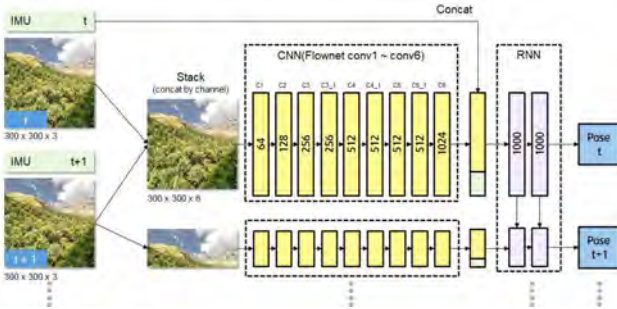 Concat
IMU t
t
300 x 300 x 3
IMU t+1
t + 1
300 x 300 x 3
Stack
(concat by channel)
300 x 300 x 6
CNN(Flownet conv1 ~ conv6)
C1 C2 C3 C3_1 C4 C4_1 C5 C5_1 C6
64 128 256 256 512 512 512 512 1024
RNN
1000 1000
Pose
t
Pose
t+1